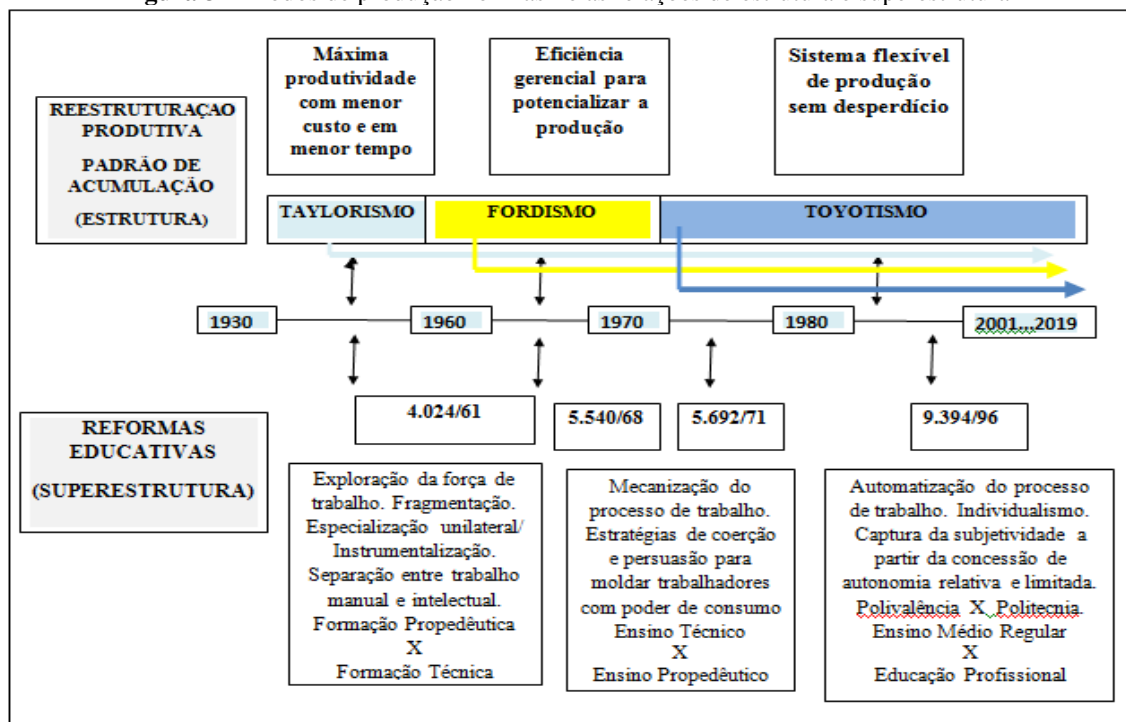 Máxima
produtividade
com menor
custo e em
menor tempo
Eficiência
gerencial para
potencializar a
produção
Sistema flexível
de produção
sem desperdício
REESTRUTURAÇAO
PRODUTIVA
PADRÃO DE
ACUMULAÇÃO
(ESTRUTURA)
TAYLORISMO
FORDISMO
TOYOTISMO
1930
1960
1970
1980
2001...2019
REFORMAS
EDUCATIVAS
(SUPERESTRUTURA)
4.024/61
5.540/68
5.692/71
9.394/96
Exploração da força de
trabalho. Fragmentação.
Especialização unilateral/
Instrumentalização.
Separação entre trabalho
manual e intelectual.
Formação Propedêutica
X
Formação Técnica
Mecanização do
processo de trabalho.
Estratégias de coerção
e persuasão para
moldar trabalhadores
com poder de consumo
Ensino Técnico
X
Ensino Propedêutico
Automatização do processo
de trabalho. Individualismo.
Captura da subjetividade a
partir da concessão de
autonomia relativa e limitada.
Polivalência X Politecnia.
Ensino Médio Regular
X
Educação Profissional